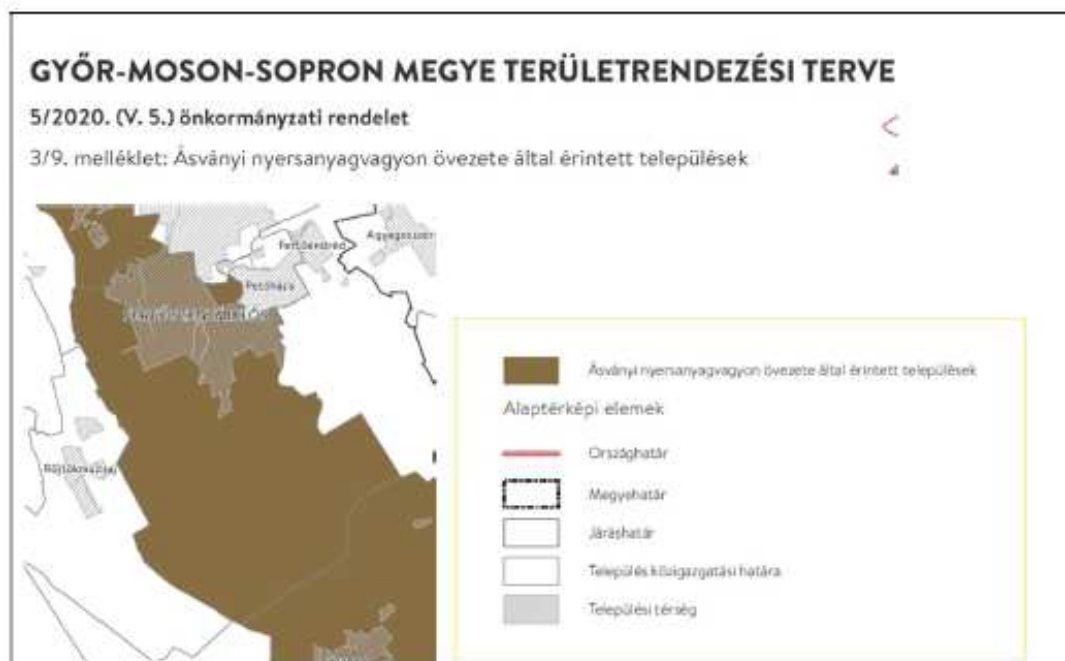 GYŐR-MOSON-SOPRON MEGYE TERÜLETRENDEZÉSI TERVE
5/2020. (V. 5.) önkormányzati rendelet
3/9. melléklet: Ásványi nyersanyagvagyon övezete által érintett települések
Fertőendréd
Petőháza
Ásványi nyersanyagvagyon övezete által érintett települések
Alaptérképi elemek
Országhatár
Megyehatár
Járáshatár
Település közigazgatási határa
Települési térség